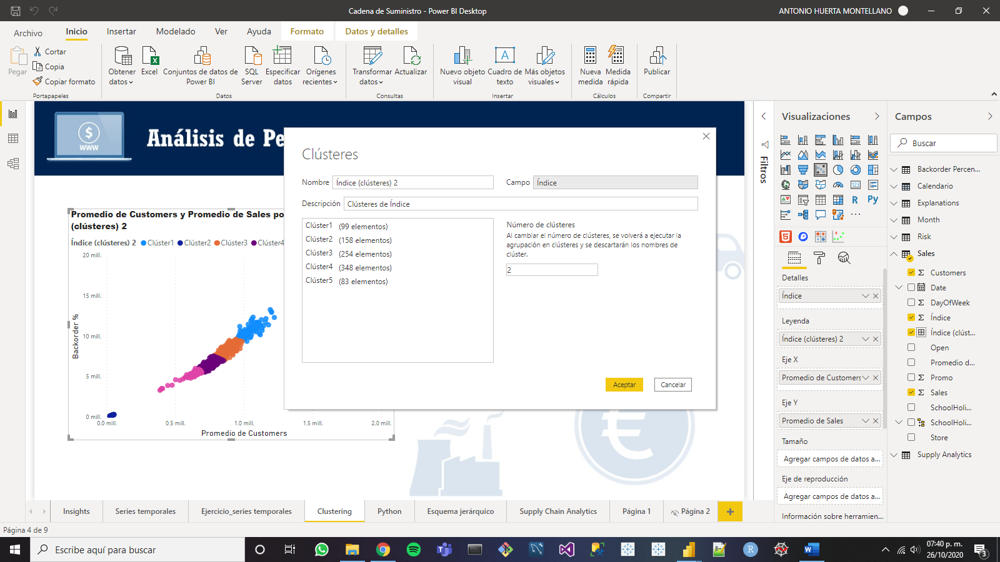 Cadena de Suministro - Power BI Desktop
ANTONIO HUERTA MONTELLANO
Archivo Inicio Insertar Modelado Ver Ayuda Formato Datos y detalles
Pegar
Cortar
Copia
Copiar formato
Portapapeles
Obtener datos
Excel
Conjuntos de datos de Power BI
SQL Server
Especificar datos
Orígenes recientes
Datos
Transformar datos
Actualizar
Consultas
Nuevo objeto visual
Cuadro de texto
Más objetos visuales
Insertar
Nueva medida
Medida rápida
Cálculos
Publicar
Compartir
$
WWW
Análisis de Pe
Promedio de Customers y Promedio de Sales po
(clústeres) 2
Índice (clústeres) 2 Clúster1 Clúster2 Clúster3 Clúster4
20 mill.
15 mill.
10 mill.
5 mill.
0 mill.
Backorder %
0.0 mill. 0.5 mill. 1.0 mill. 1.5 mill. 2.0 mill.
Promedio de Customers
Clústeres
Nombre Índice (clústeres) 2 Campo Índice
Descripción Clústeres de Índice
Clúster1 (99 elementos)
Clúster2 (158 elementos)
Clúster3 (254 elementos)
Clúster4 (348 elementos)
Clúster5 (83 elementos)
Número de clústeres
Al cambiar el número de clústeres, se volverá a ejecutar la
agrupación en clústeres y se descartarán los nombres de
clúster.
2
Aceptar Cancelar
€
Filtros
Visualizaciones
R Py
Detalles
Índice
Leyenda
Índice (clústeres) 2
Eje X
Promedio de Customers
Eje Y
Promedio de Sales
Tamaño
Agregar campos de datos a...
Eje de reproducción
Agregar campos de datos a...
Información sobre herramien...
Campos
Buscar
Backorder Percen...
Calendario
Explanations
Month
Risk
Sales
Customers
Date
DayOfWeek
Índice
Índice (clúst...
Open
Promedio d...
Promo
Sales
SchoolHoli...
SchoolHoli...
Store
Supply Analytics
Insights Series temporales Ejercicio_series temporales Clustering Python Esquema jerárquico Supply Chain Analytics Página 1 Página 2
Página 4 de 9
Escribe aquí para buscar
07:40 p. m.
26/10/2020
3